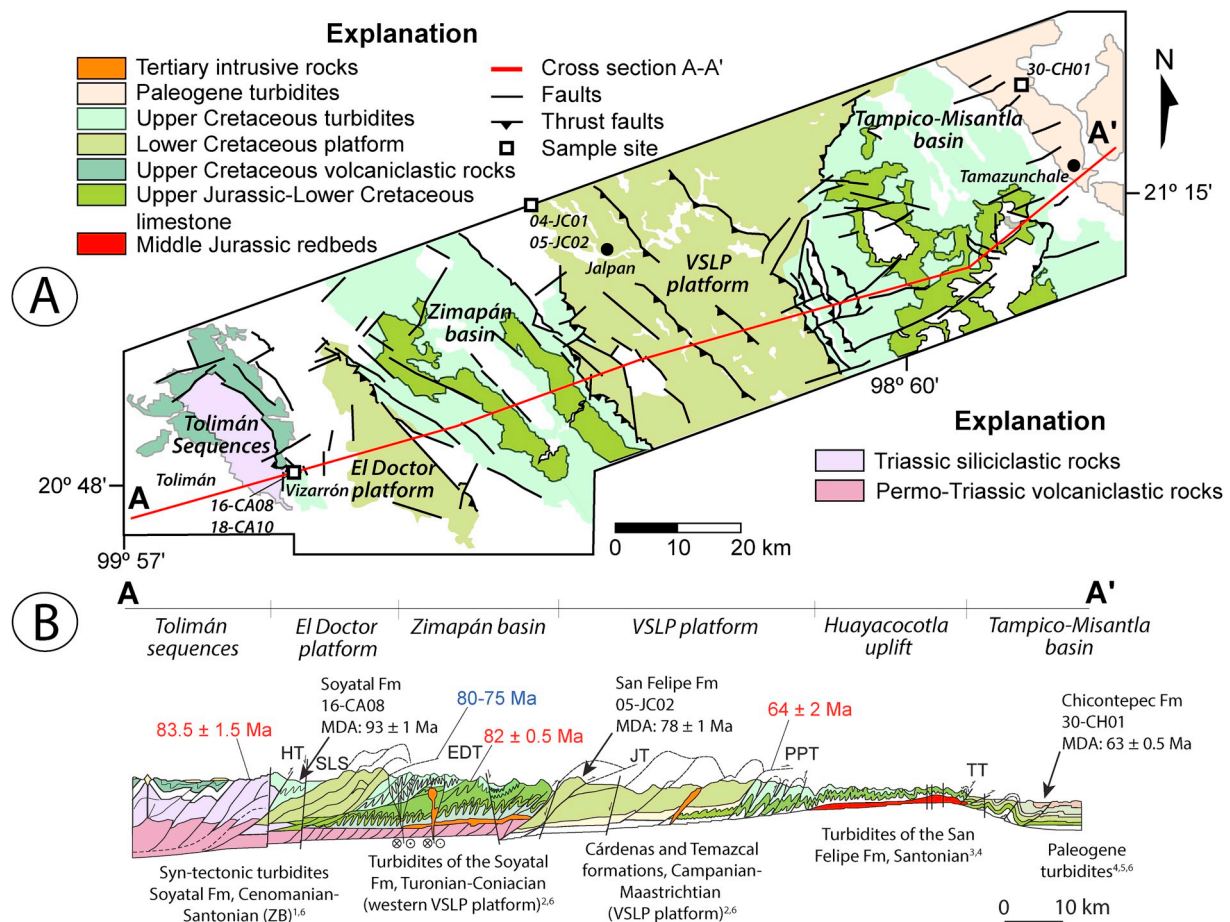 A
Explanation
Tertiary intrusive rocks
Paleogene turbidites
Upper Cretaceous turbidites
Lower Cretaceous platform
Upper Cretaceous volcaniclastic rocks
Upper Jurassic-Lower Cretaceous
limestone
Middle Jurassic redbeds
Cross section A-A'
Faults
Thrust faults
Sample site
N
30-CH01
Tampico-Misantla
basin
A'
Tamazunchale
21º 15'
04-JC01
05-JC02
Jalpan
VSLP
platform
Zimapán
basin
98º 60'
Tolimán
Sequences
Tolimán
El Doctor
platform
Vizarrón
20º 48'
A
16-CA08
18-CA10
99º 57'
0 10 20 km
Explanation
Triassic siliciclastic rocks
Permo-Triassic volcaniclastic rocks
B
A
A'
Tolimán
sequences
El Doctor
platform
Zimapán basin
VSLP platform
Huayacocotla
uplift
Tampico-Misantla
basin
Soyatal Fm
16-CA08
MDA: 93 ± 1 Ma
80-75 Ma
San Felipe Fm
05-JC02
MDA: 78 ± 1 Ma
64 ± 2 Ma
Chicontepec Fm
30-CH01
MDA: 63 ± 0.5 Ma
83.5 ± 1.5 Ma
82 ± 0.5 Ma
HT
SLS
EDT
JT
PPT
TT
Syn-tectonic turbidites
Soyatal Fm, Cenomanian-
Santonian (ZB)1,6
Turbidites of the Soyatal
Fm, Turonian-Coniacian
(western VSLP platform)2,6
Cárdenas and Temazcal
formations, Campanian-
Maastrichtian
(VSLP platform)2,6
Turbidites of the San
Felipe Fm, Santonian3,4
Paleogene
turbidites4,5,6
0 10 km